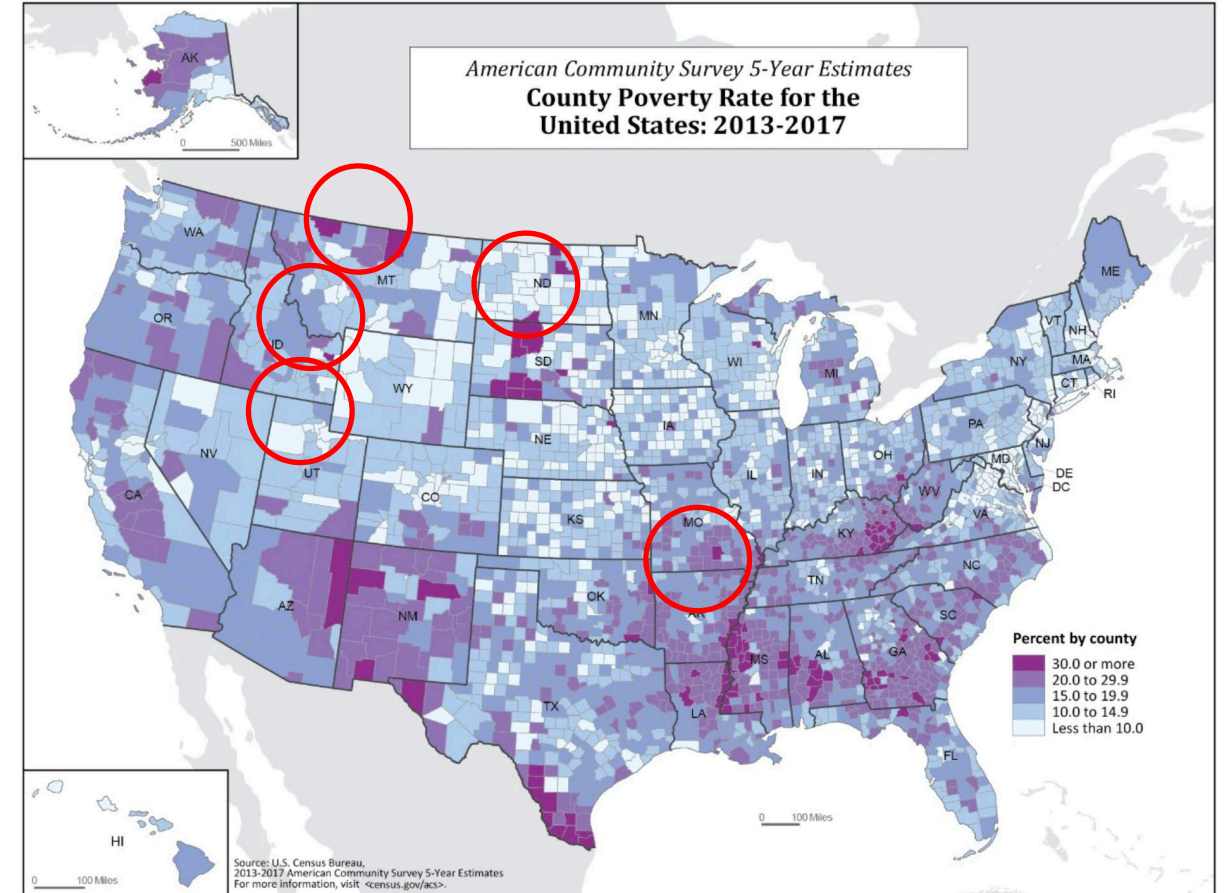 AK
0 500 Miles
American Community Survey 5-Year Estimates
County Poverty Rate for the
United States: 2013-2017
WA
MT
ND
MN
ME
OR
ID
SD
WI
MI
VT
NH
NY
MA
CT
RI
WY
IA
NE
PA
NJ
NV
UT
CO
IL
IN
OH
MD
DE
DC
WV
VA
CA
KS
MO
KY
NC
TN
AZ
NM
OK
AR
SC
MS
AL
GA
TX
LA
FL
Percent by county
30.0 or more
20.0 to 29.9
15.0 to 19.9
10.0 to 14.9
Less than 10.0
0 100 Miles
HI
0 100 Miles
Source: U.S. Census Bureau,
2013-2017 American Community Survey 5-Year Estimates
For more information, visit <census.gov/acs>.